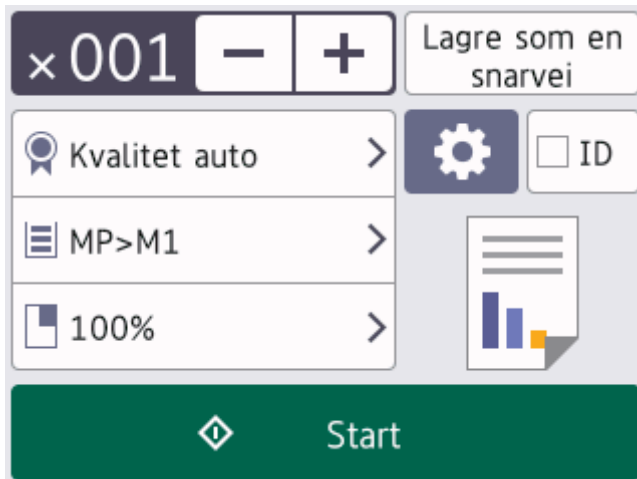 ×001
Lagre som en
snarvei
Kvalitet auto
ID
MP>M1
100%
Start